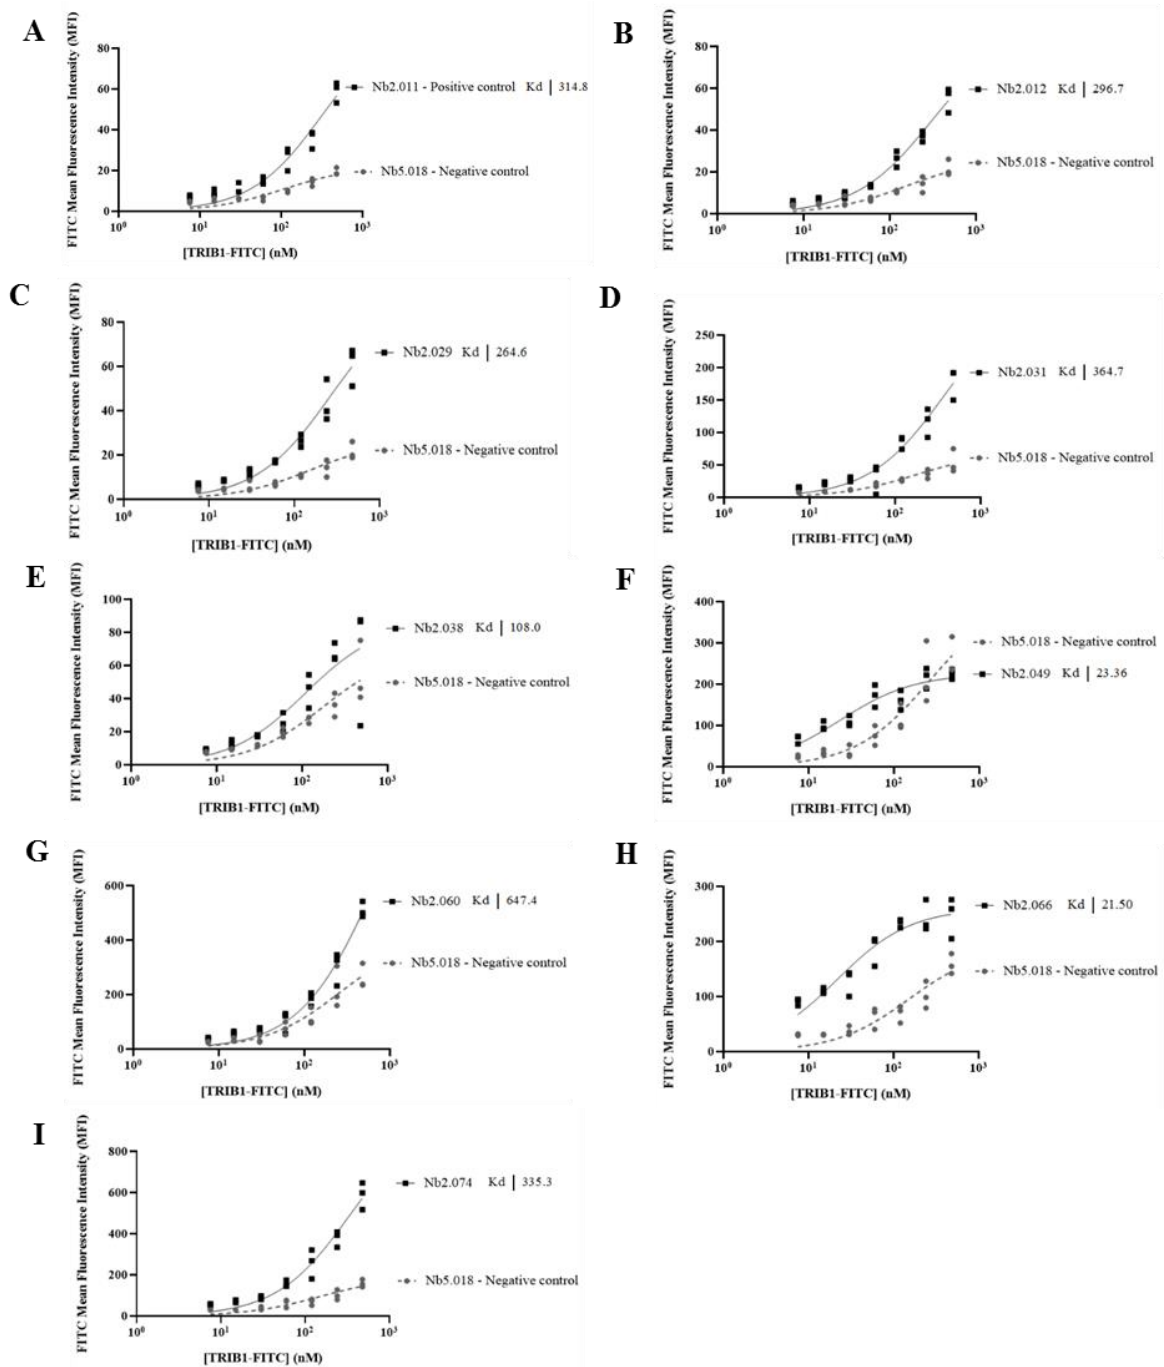 A
FITC Mean Fluorescence Intensity (MFI)
80
60
40
20
0
10⁰
10¹
10²
10³
[TRIB1-FITC] (nM)
Nb2.011 - Positive control Kd | 314.8
Nb5.018 - Negative control
B
FITC Mean Fluorescence Intensity (MFI)
80
60
40
20
0
10⁰
10¹
10²
10³
[TRIB1-FITC] (nM)
Nb2.012 Kd | 296.7
Nb5.018 - Negative control
C
FITC Mean Fluorescence Intensity (MFI)
80
60
40
20
0
10⁰
10¹
10²
10³
[TRIB1-FITC] (nM)
Nb2.029 Kd | 264.6
Nb5.018 - Negative control
D
FITC Mean Fluorescence Intensity (MFI)
250
200
150
100
50
0
10⁰
10¹
10²
10³
[TRIB1-FITC] (nM)
Nb2.031 Kd | 364.7
Nb5.018 - Negative control
E
FITC Mean Fluorescence Intensity (MFI)
100
80
60
40
20
0
10⁰
10¹
10²
10³
[TRIB1-FITC] (nM)
Nb2.038 Kd | 108.0
Nb5.018 - Negative control
F
FITC Mean Fluorescence Intensity (MFI)
400
300
200
100
0
10⁰
10¹
10²
10³
[TRIB1-FITC] (nM)
Nb5.018 - Negative control
Nb2.049 Kd | 23.36
G
FITC Mean Fluorescence Intensity (MFI)
600
400
200
0
10⁰
10¹
10²
10³
[TRIB1-FITC] (nM)
Nb2.060 Kd | 647.4
Nb5.018 - Negative control
H
FITC Mean Fluorescence Intensity (MFI)
300
200
100
0
10⁰
10¹
10²
10³
[TRIB1-FITC] (nM)
Nb2.066 Kd | 21.50
Nb5.018 - Negative control
I
FITC Mean Fluorescence Intensity (MFI)
800
600
400
200
0
10⁰
10¹
10²
10³
[TRIB1-FITC] (nM)
Nb2.074 Kd | 335.3
Nb5.018 - Negative control